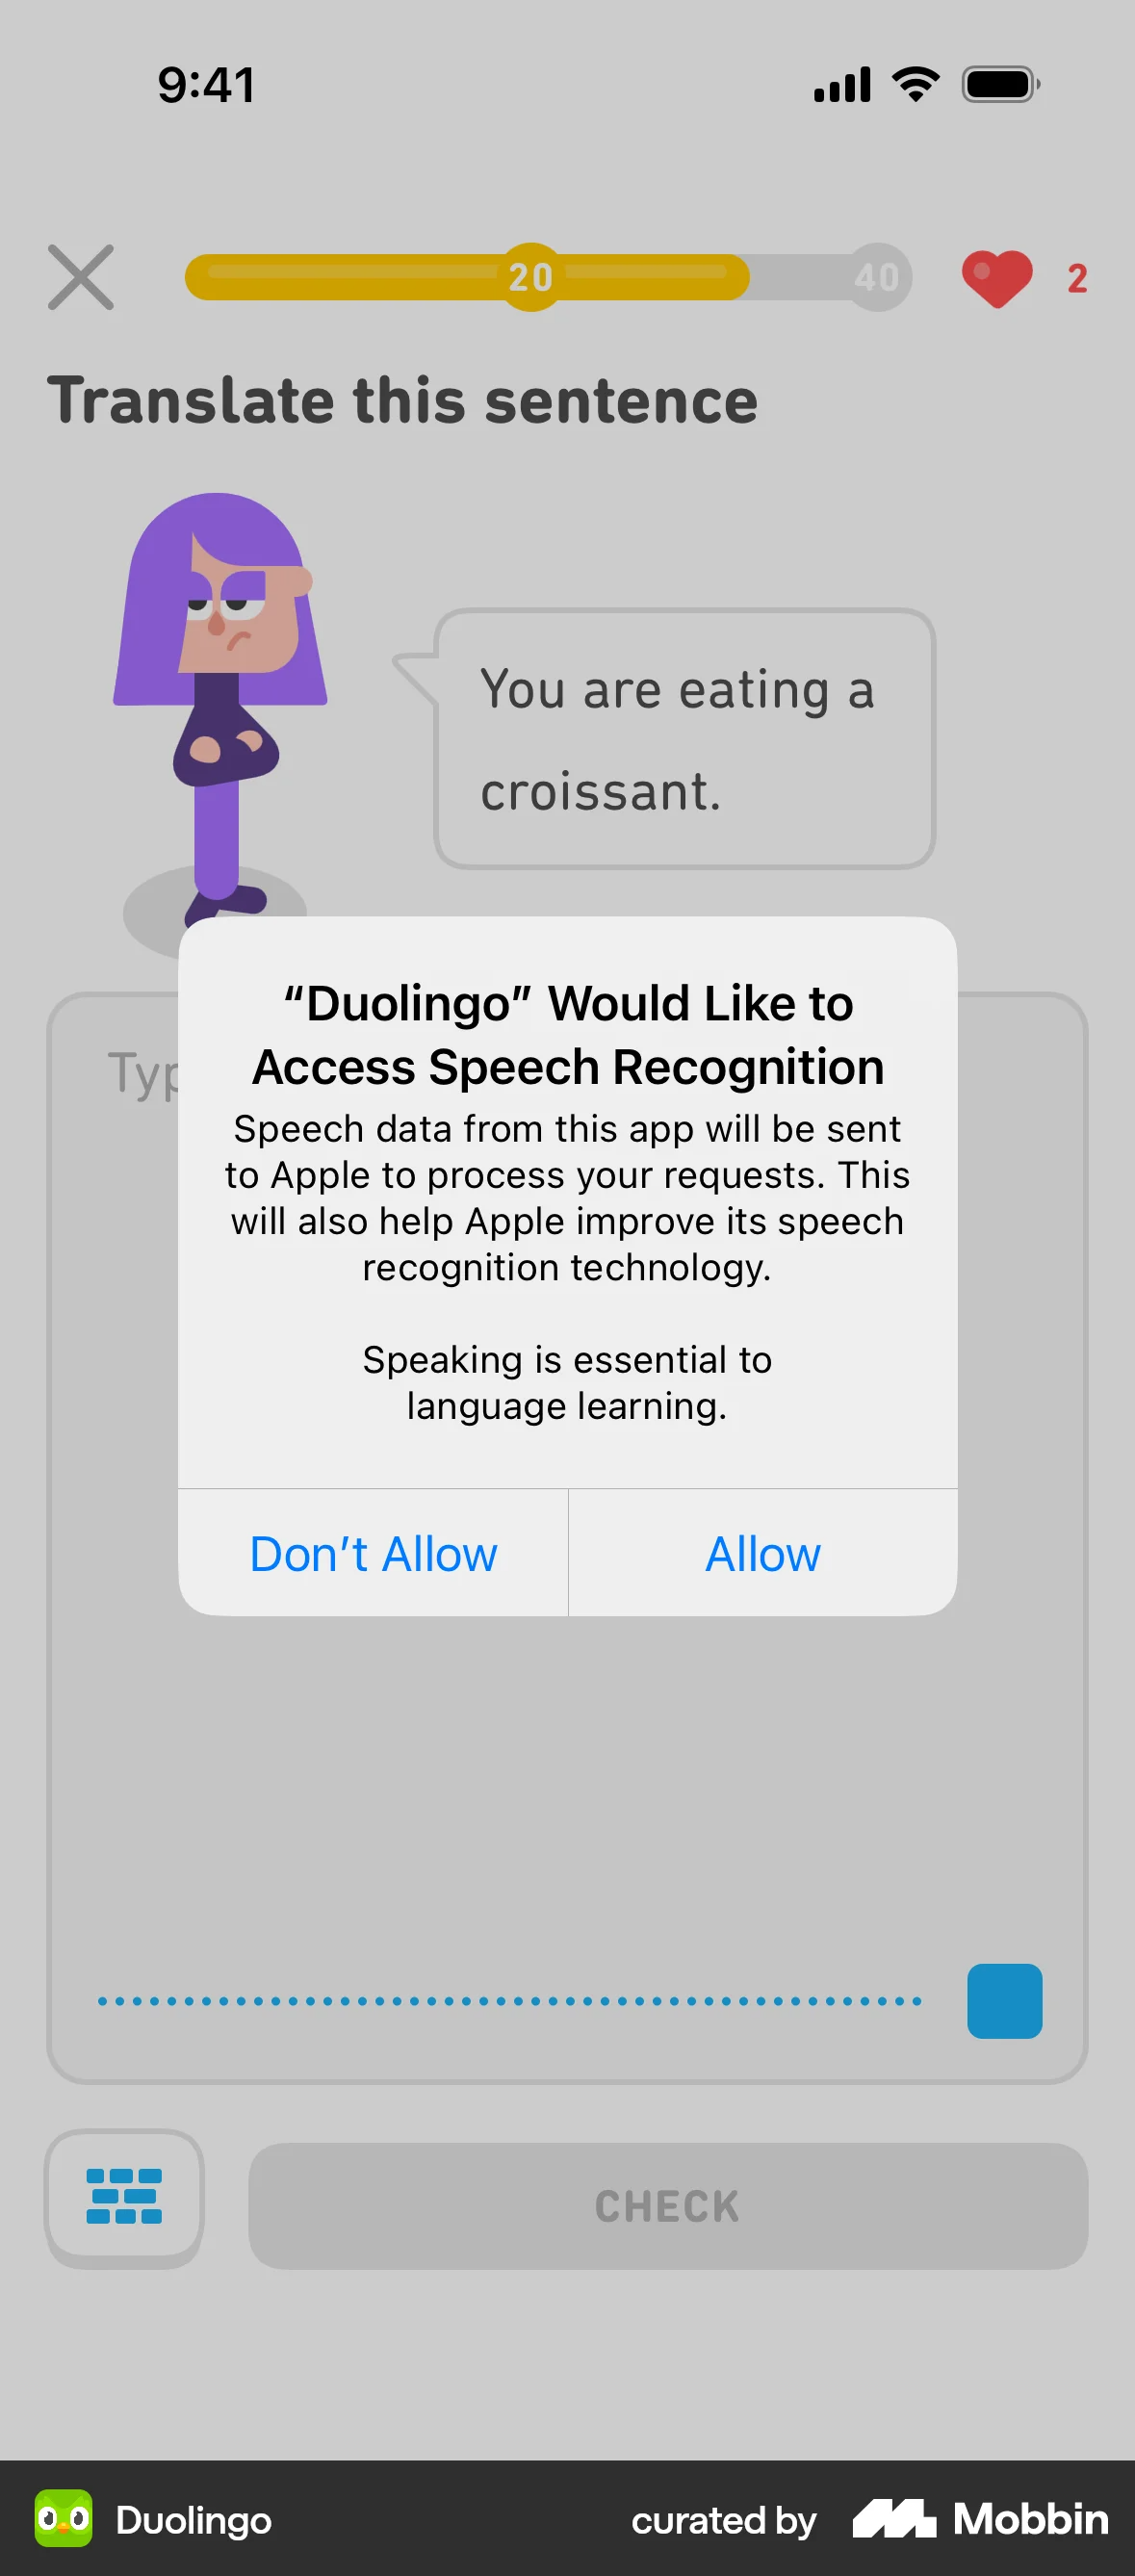 9:41
20
40
2
Translate this sentence
You are eating a
croissant.
Typ
“Duolingo” Would Like to
Access Speech Recognition
Speech data from this app will be sent
to Apple to process your requests. This
will also help Apple improve its speech
recognition technology.
Speaking is essential to
language learning.
Don’t Allow
Allow
CHECK
Duolingo
curated by
Mobbin